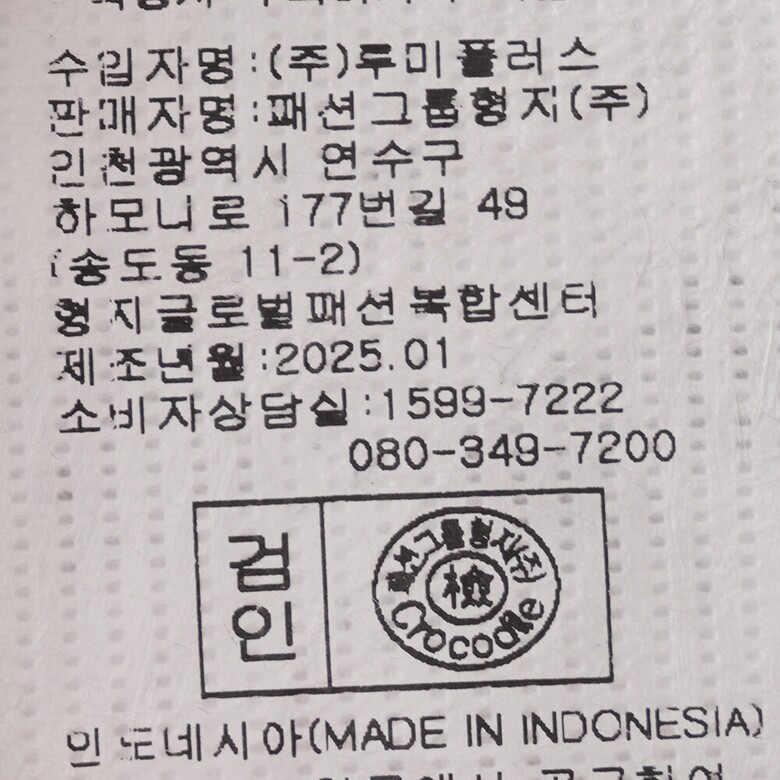 수입자명:(주)루미플러스
판매자명:패션그룹형지(주)
인천광역시 연수구
하모니로 177번길 49
(송도동 11-2)
형지글로벌패션복합센터
제조년월:2025.01
소비자상담실:1599-7222
080-349-7200
검인
패션그룹형지(주)
檢
Crocodile
인도네시아(MADE IN INDONESIA)